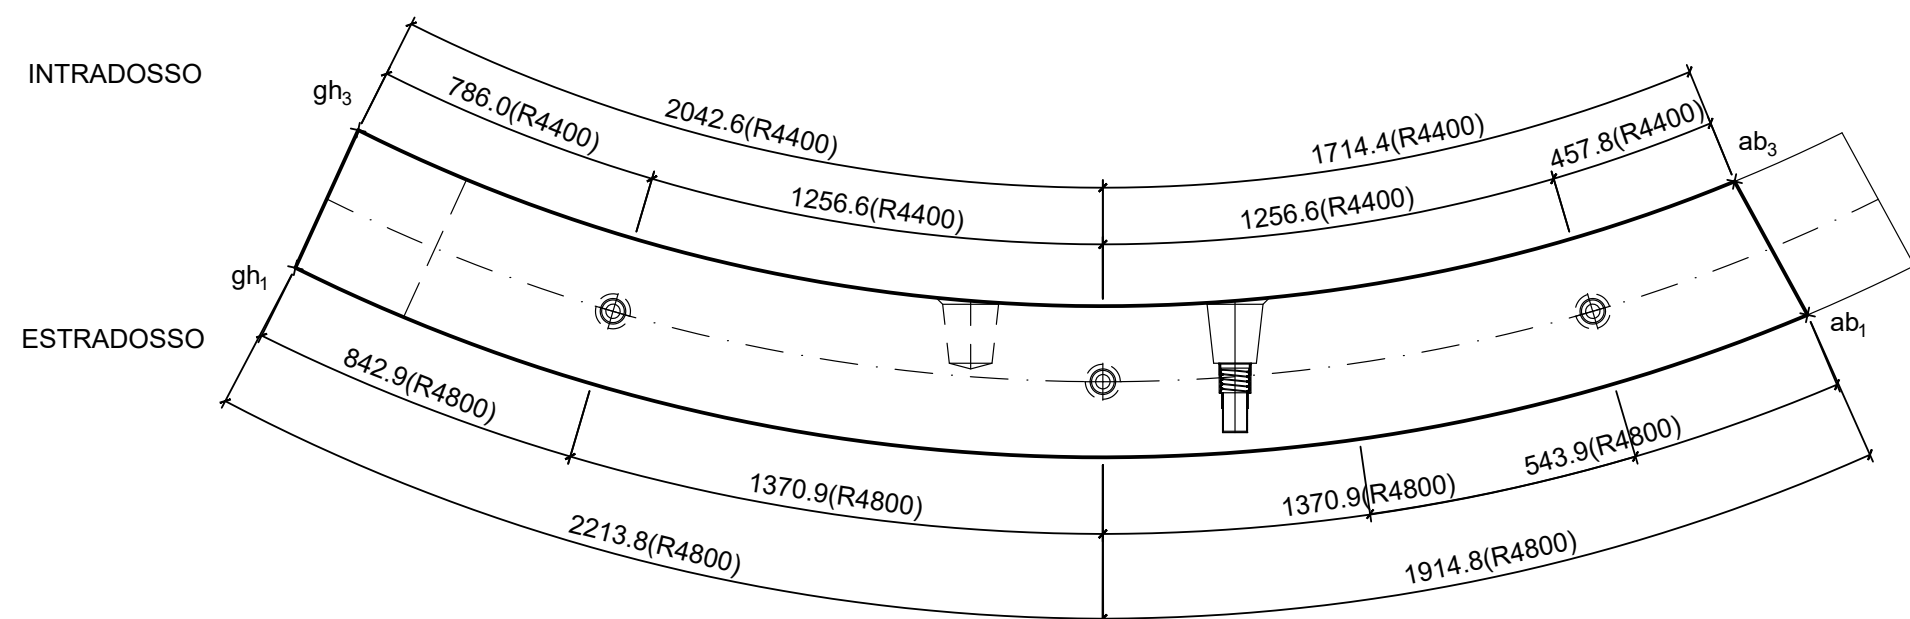 INTRADOSSO
gh₃
786.0(R4400)
2042.6(R4400)
1714.4(R4400)
457.8(R4400)
ab₃
1256.6(R4400)
1256.6(R4400)
gh₁
ESTRADOSSO
ab₁
842.9(R4800)
543.9(R4800)
1370.9(R4800)
1370.9(R4800)
2213.8(R4800)
1914.8(R4800)